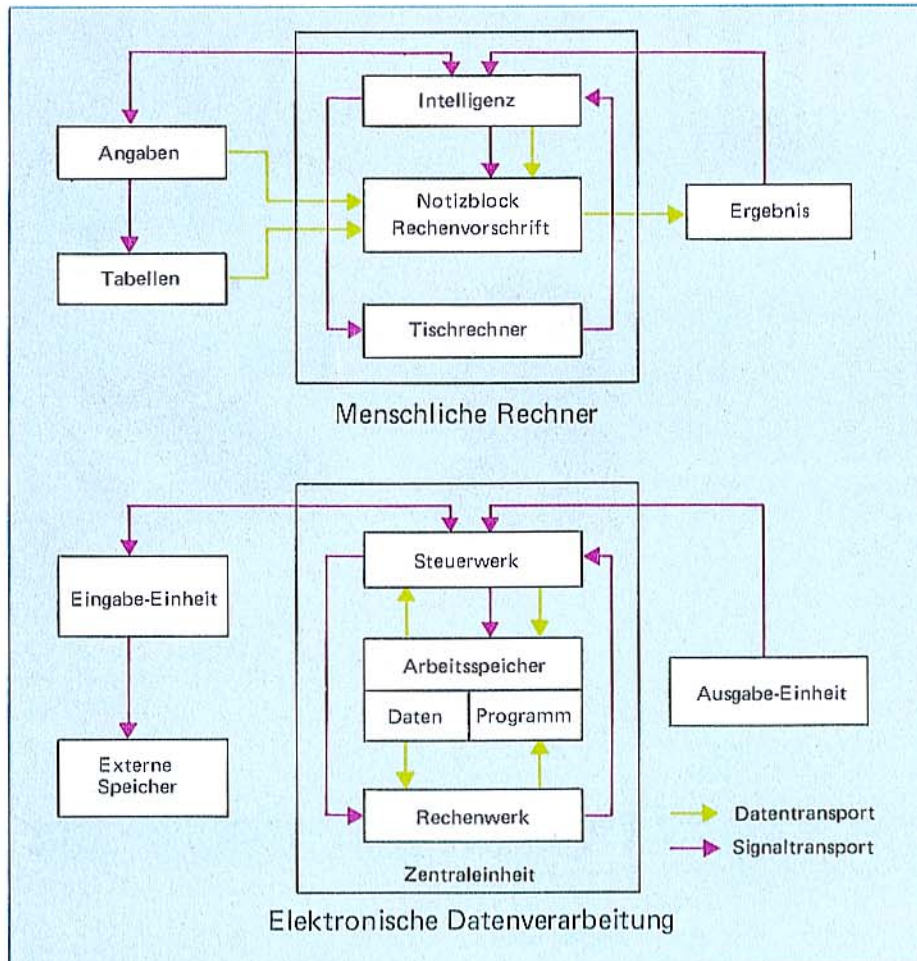 Intelligenz
Angaben
Notizblock
Rechenvorschrift
Ergebnis
Tabellen
Tischrechner
Menschliche Rechner
Steuerwerk
Eingabe-Einheit
Arbeitsspeicher
Daten
Programm
Ausgabe-Einheit
Externe
Speicher
Rechenwerk
Datentransport
Signaltransport
Zentraleinheit
Elektronische Datenverarbeitung